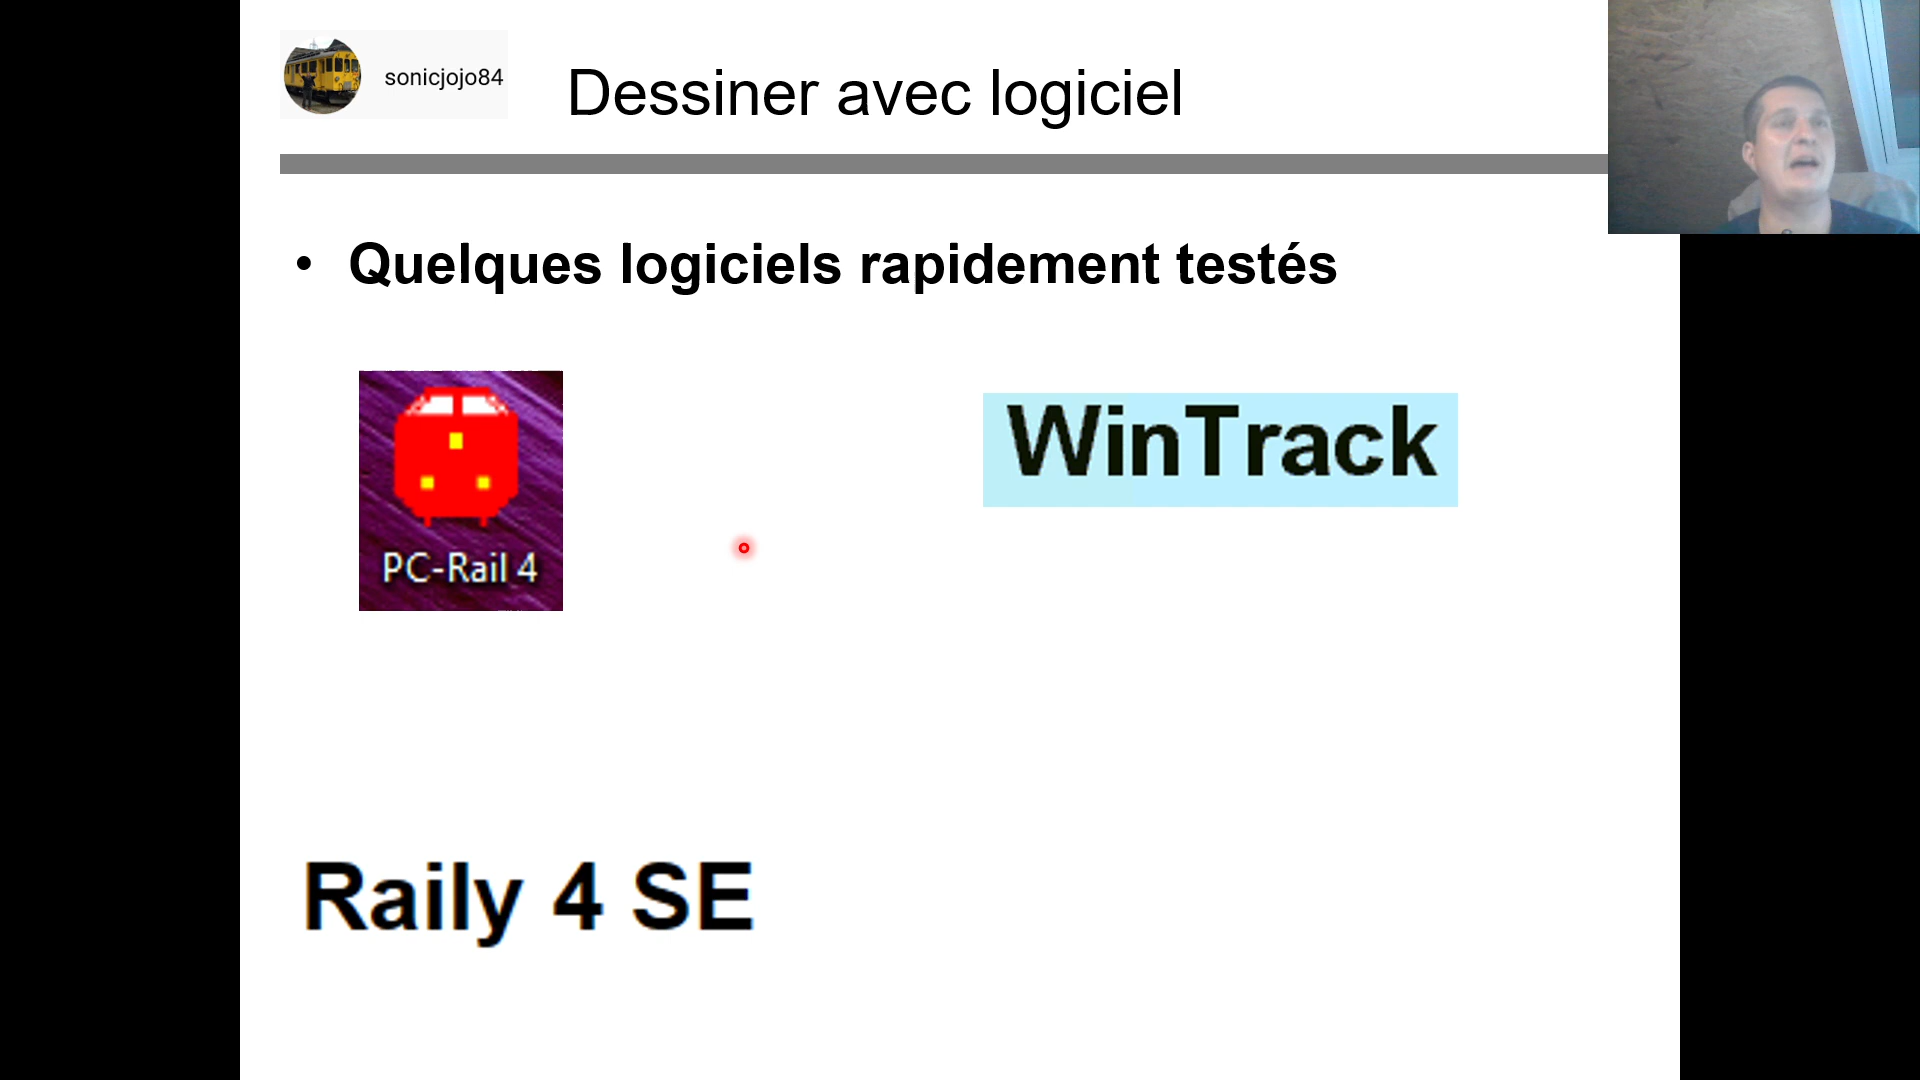 sonicjojo84
Dessiner avec logiciel
• Quelques logiciels rapidement testés
WinTrack
PC-Rail 4
Raily 4 SE